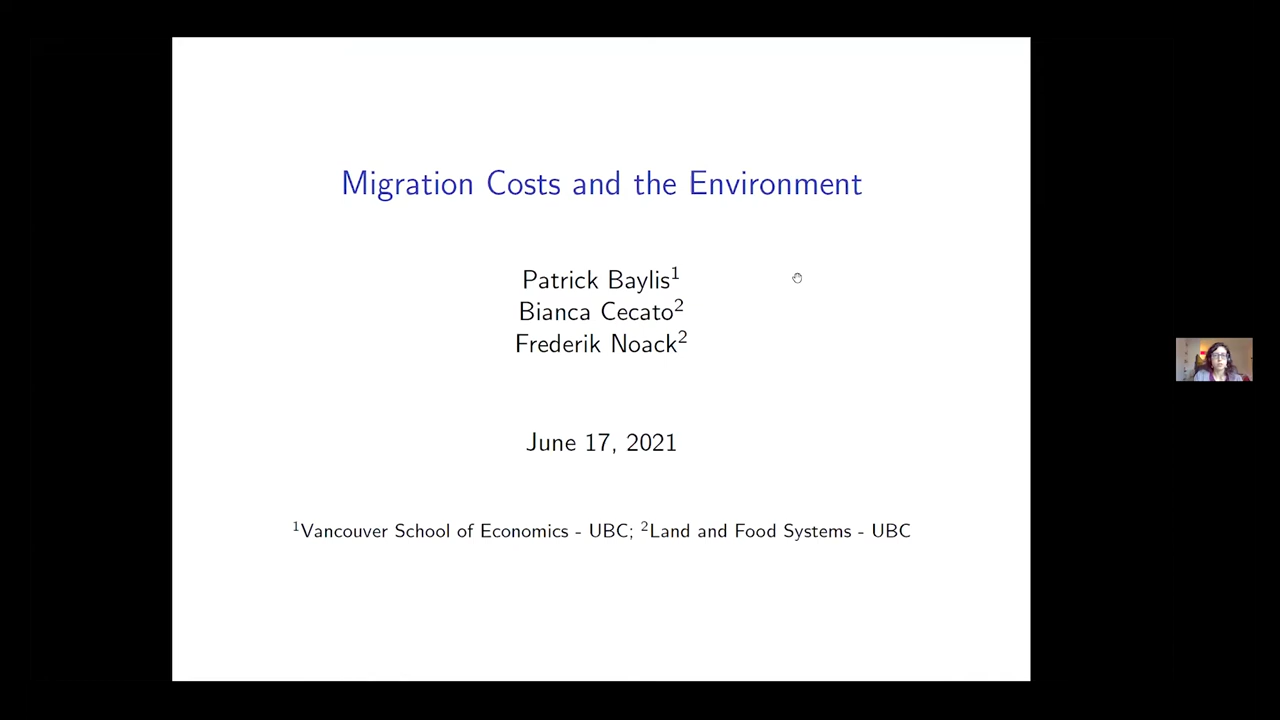 Migration Costs and the Environment
Patrick Baylis¹
Bianca Cecato²
Frederik Noack²
June 17, 2021
¹Vancouver School of Economics - UBC; ²Land and Food Systems - UBC